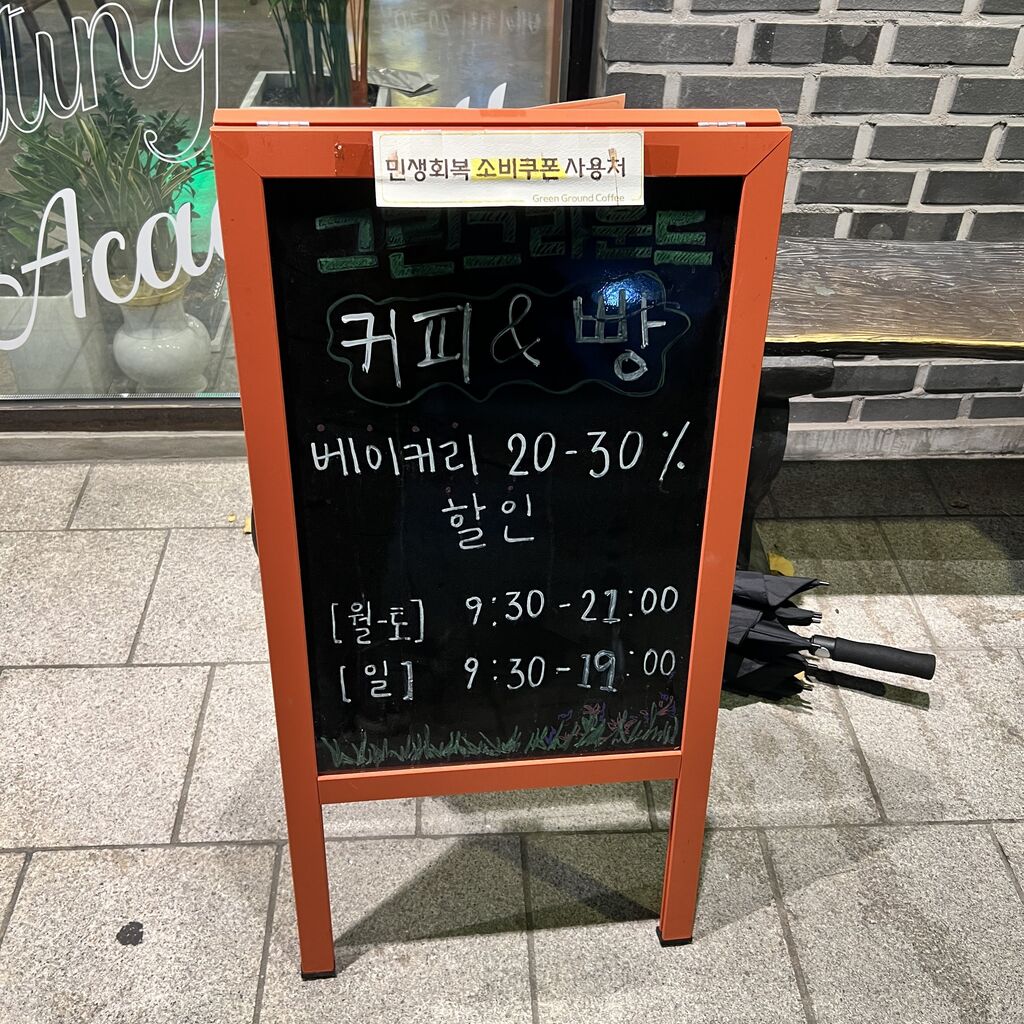 ting
Aca
민생회복 소비쿠폰 사용처
Green Ground Coffee
그린그라운드
커피 & 빵
베이커리 20-30%
할인
[월-토] 9:30-21:00
[일] 9:30-19:00